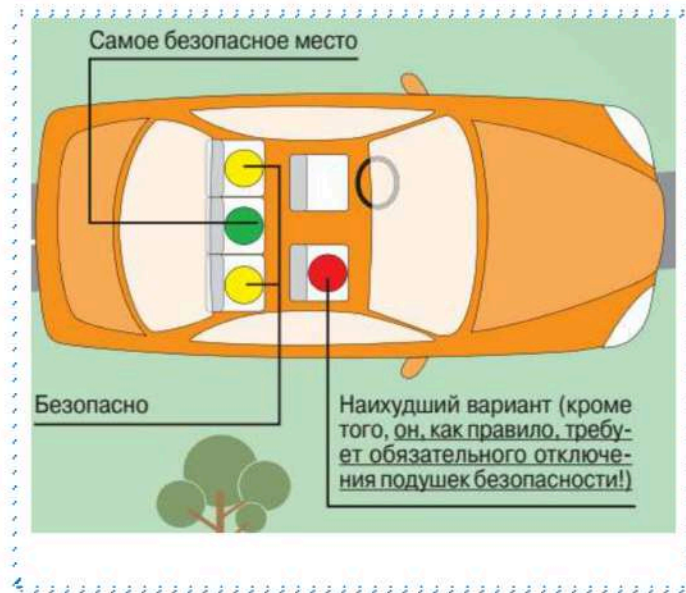 Самое безопасное место
Безопасно
Наихудший вариант (кроме
того, он, как правило, требу-
ет обязательного отключе-
ния подушек безопасности!)